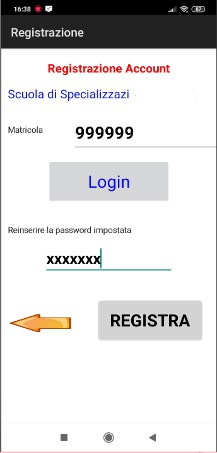 16:38
Registrazione
Registrazione Account
Scuola di Specializzazi
Matricola 999999
Login
Reinserire la password impostata
xxxxxxx
REGISTRA